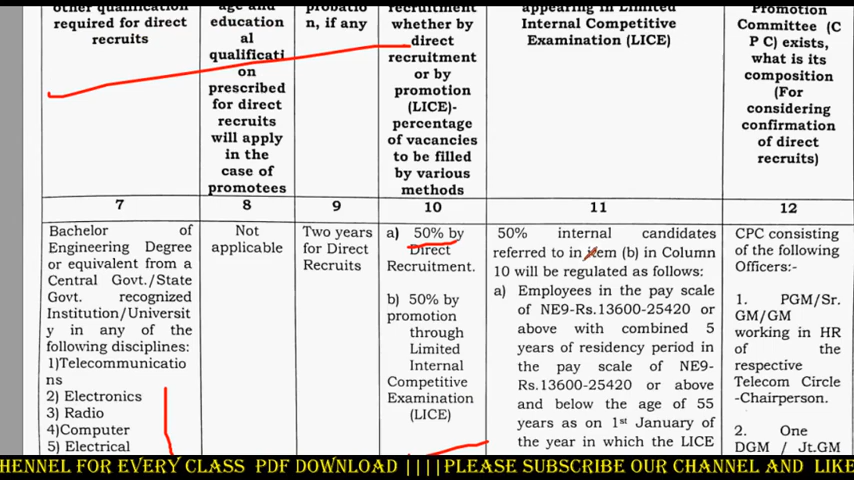 other qualification
required for direct
recruits
age and
education
al
qualificati
on
prescribed
for direct
recruits
will apply
in the
case of
promotees
probatio
n, if any
recruitment
whether by
direct
recruitment
or by
promotion
(LICE)-
percentage
of vacancies
to be filled
by various
methods
appearing in Limited
Internal Competitive
Examination (LICE)
Promotion
Committee (C
P C) exists,
what is its
composition
(For
considering
confirmation
of direct
recruits)
7
8
9
10
11
12
Bachelor of
Engineering Degree
or equivalent from a
Central Govt./State
Govt. recognized
Institution/Universit
y in any of the
following disciplines:
1)Telecommunicatio
ns
2) Electronics
3) Radio
4)Computer
5) Electrical
Not
applicable
Two years
for Direct
Recruits
a) 50% by
Direct
Recruitment.
b) 50% by
promotion
through
Limited
Internal
Competitive
Examination
(LICE)
50% internal candidates
referred to in item (b) in Column
10 will be regulated as follows:
a) Employees in the pay scale
of NE9-Rs.13600-25420 or
above with combined 5
years of residency period in
the pay scale of NE9-
Rs.13600-25420 or above
and below the age of 55
years as on 1st January of
the year in which the LICE
CPC consisting
of the following
Officers:-
1. PGM/Sr.
GM/GM
working in HR
of the
respective
Telecom Circle
-Chairperson.
2. One
DGM / Jt.GM
HENNEL FOR EVERY CLASS PDF DOWNLOAD ||||PLEASE SUBSCRIBE OUR CHANNEL AND LIKE